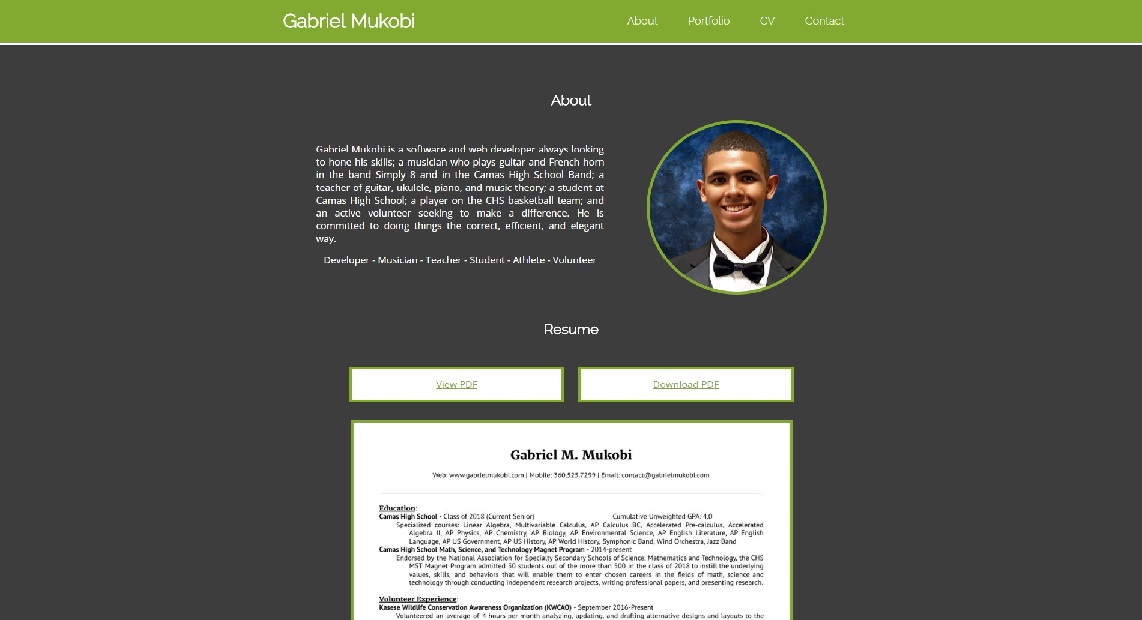 Gabriel Mukobi
About
Portfolio
CV
Contact
About
Gabriel Mukobi is a software and web developer always looking
to hone his skills; a musician who plays guitar and French horn
in the band Simply 8 and in the Camas High School Band; a
teacher of guitar, ukulele, piano, and music theory; a student at
Camas High School; a player on the CHS basketball team; and
an active volunteer seeking to make a difference. He is
committed to doing things the correct, efficient, and elegant
way.
Developer - Musician - Teacher - Student - Athlete - Volunteer
Resume
View PDF
Download PDF
Gabriel M. Mukobi
Web: www.gabrielmukobi.com | Mobile: 360.525.7299 | Email: contact@gabrielmukobi.com
Education:
Camas High School - Class of 2018 (Current Senior) Cumulative Unweighted GPA: 4.0
Specialized courses: Linear Algebra, Multivariable Calculus, AP Calculus BC, Accelerated Pre-calculus, Accelerated
Algebra II, AP Physics, AP Chemistry, AP Biology, AP Environmental Science, AP English Literature, AP English
Language, AP US Government, AP US History, AP World History, Symphonic Band, Wind Orchestra, Jazz Band
Camas High School Math, Science, and Technology Magnet Program - 2014-present
Endorsed by the National Association for Specialty Secondary Schools of Science, Mathematics and Technology, the CHS
MST Magnet Program admitted 50 students out of the more than 500 in the class of 2018 to instill the underlying
values, skills, and behaviors that will enable them to enter chosen careers in the fields of math, science and
technology through conducting independent research projects, writing professional papers, and presenting research.
Volunteer Experience:
Kasese Wildlife Conservation Awareness Organization (KWCAO) - September 2016-Present
Volunteered an average of 4 hours per month analyzing, updating, and drafting alternative designs and layouts to the